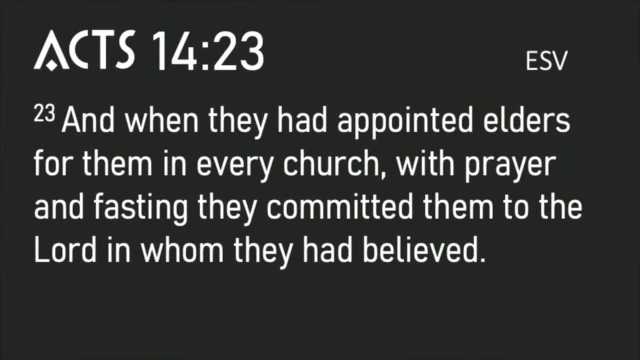 ACTS 14:23
ESV
23 And when they had appointed elders
for them in every church, with prayer
and fasting they committed them to the
Lord in whom they had believed.